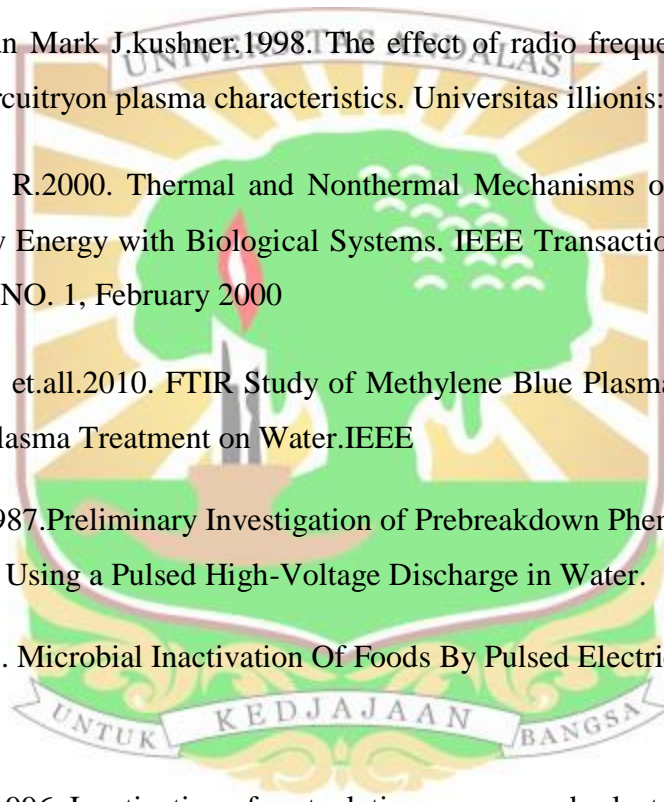 an Mark J.kushner.1998. The effect of radio freque
UNIVERSITAS ANDALAS
rcuitryon plasma characteristics. Universitas illionis:
R.2000. Thermal and Nonthermal Mechanisms o
y Energy with Biological Systems. IEEE Transactio
NO. 1, February 2000
et.all.2010. FTIR Study of Methylene Blue Plasma
lasma Treatment on Water.IEEE
987.Preliminary Investigation of Prebreakdown Phen
Using a Pulsed High-Voltage Discharge in Water.
. Microbial Inactivation Of Foods By Pulsed Electri
UNTUK KEDJAJAAN BANGSA